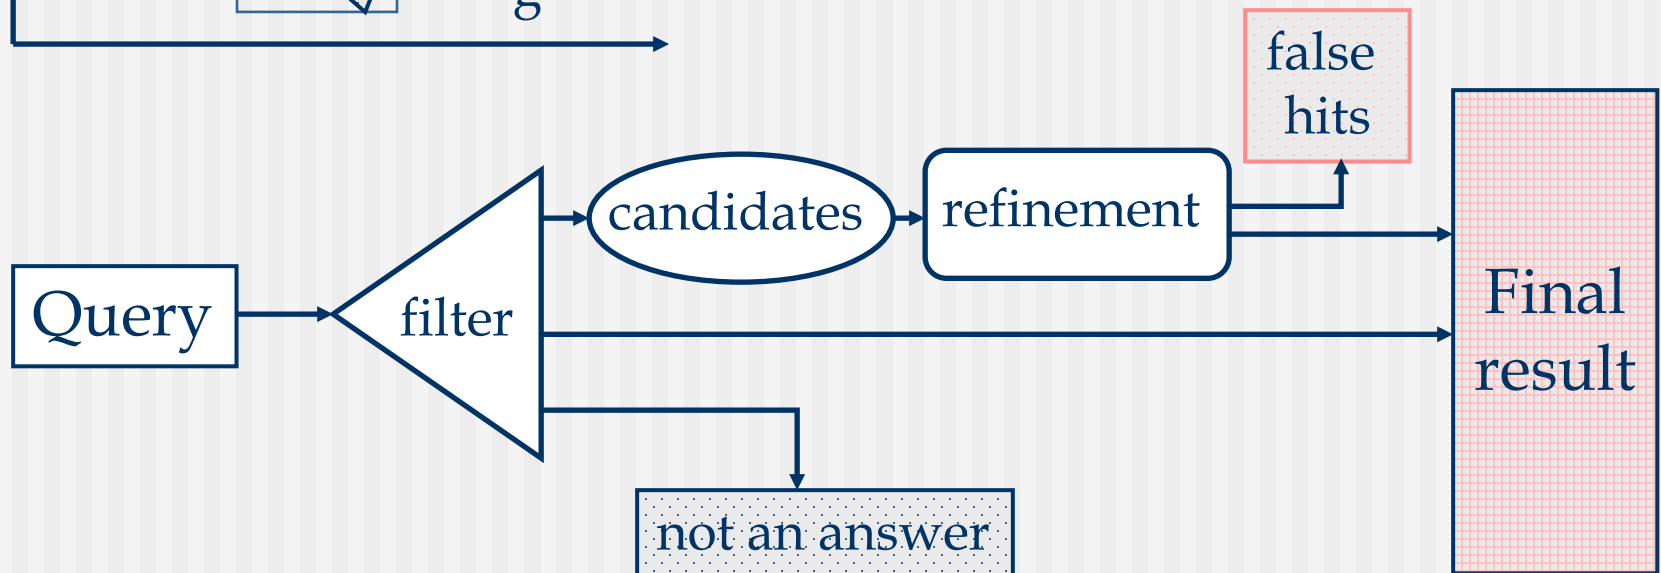 g
false
hits
candidates
refinement
Query
filter
Final
result
not an answer